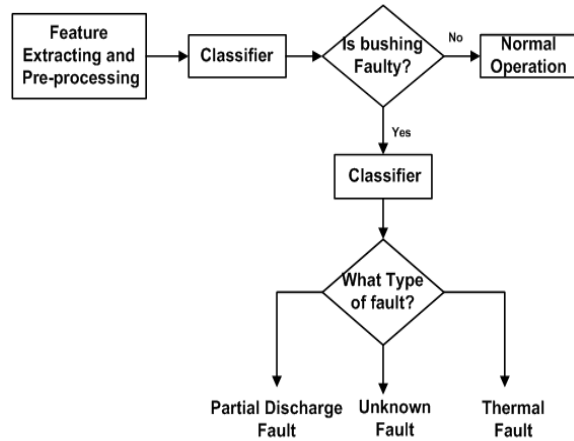 Feature
Extracting and
Pre-processing
Classifier
Is bushing
Faulty?
No
Normal
Operation
Yes
Classifier
What Type
of fault?
Partial Discharge
Fault
Unknown
Fault
Thermal
Fault